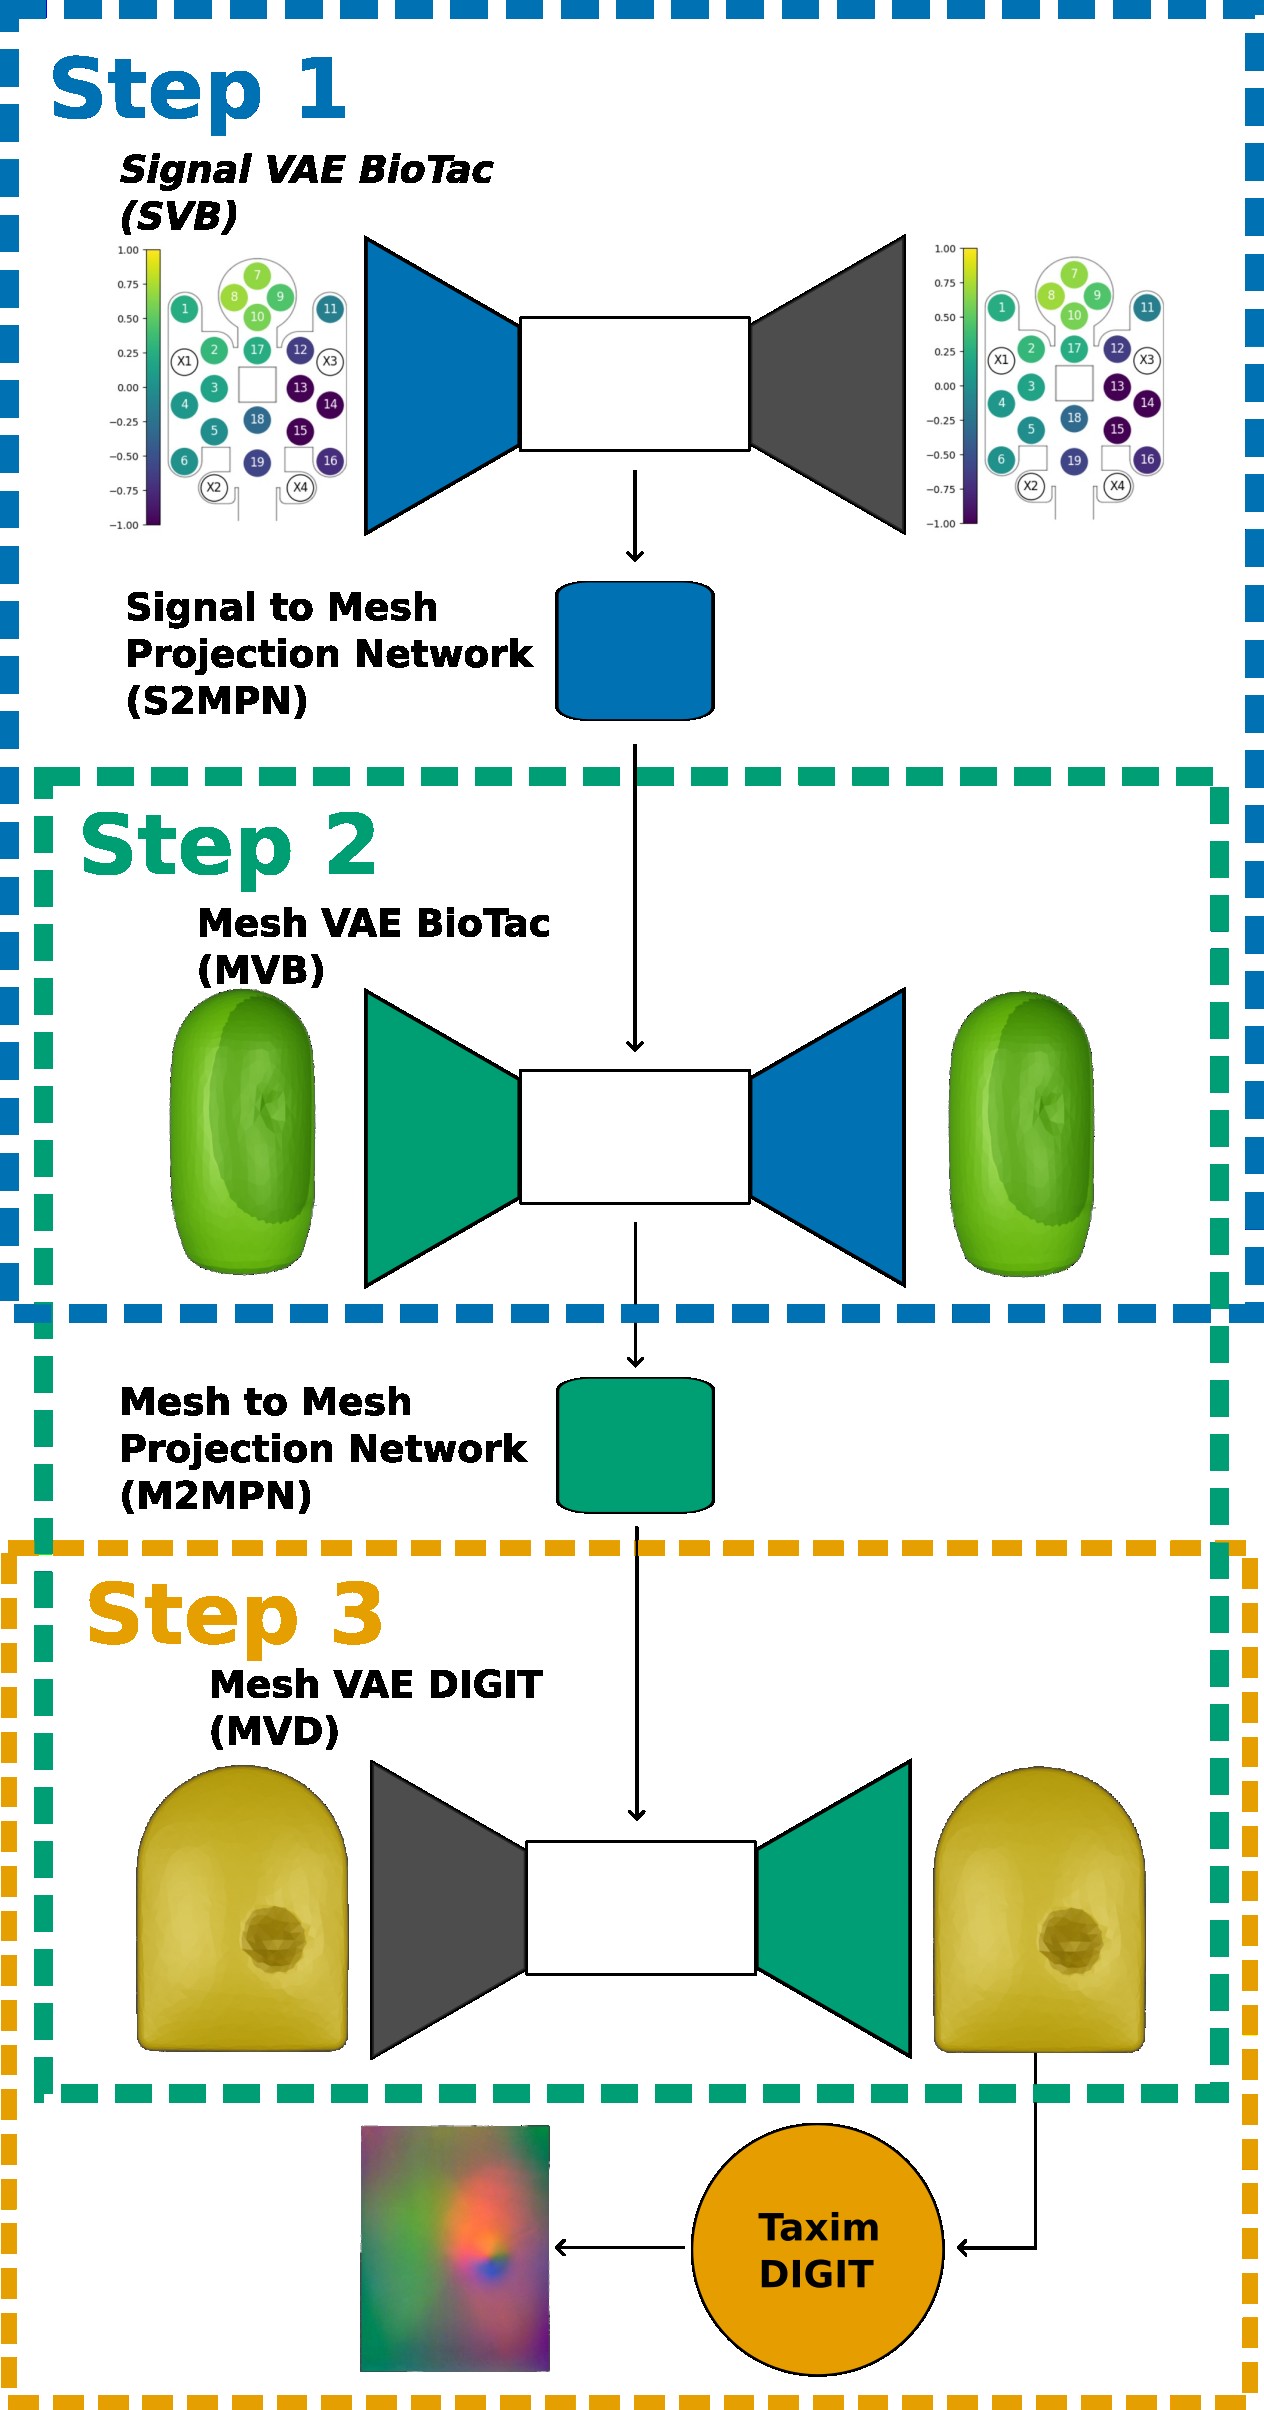 Step 1
Signal VAE BioTac
(SVB)
1.00
0.75
0.50
0.25
0.00
−0.25
−0.50
−0.75
−1.00
7
8 9
10
1 11
2 17 12
X1 X3
3 13
4 14
18
5 15
6 19 16
X2 X4
1.00
0.75
0.50
0.25
0.00
−0.25
−0.50
−0.75
−1.00
7
8 9
10
1 11
2 17 12
X1 X3
3 13
4 14
18
5 15
6 19 16
X2 X4
Signal to Mesh
Projection Network
(S2MPN)
Step 2
Mesh VAE BioTac
(MVB)
Mesh to Mesh
Projection Network
(M2MPN)
Step 3
Mesh VAE DIGIT
(MVD)
Taxim
DIGIT